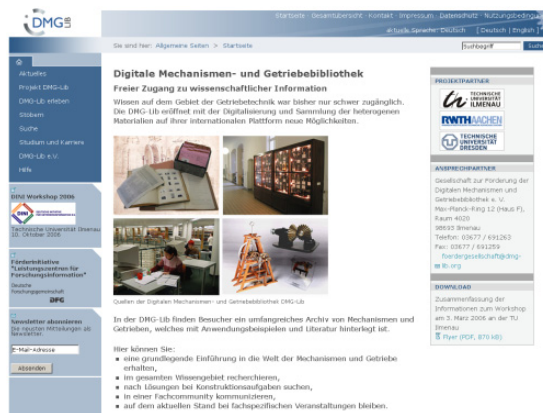 DMG LIB
Startseite · Gesamtübersicht · Kontakt · Impressum · Datenschutz · Nutzungsbedingungen
aktuelle Sprache: Deutsch [ Deutsch | English ]
Sie sind hier: Allgemeine Seiten > Startseite
Suchbegriff
Suche
Aktuelles
Projekt DMG-Lib
DMG-Lib erleben
Stöbern
Suche
Studium und Karriere
DMG-Lib e.V.
Hilfe
DINI Workshop 2006
DINI
Technische Universität Ilmenau
10. Oktober 2006
Förderinitiative
"Leistungszentren für
Forschungsinformation"
Deutsche
Forschungsgemeinschaft
DFG
Newsletter abonnieren
Die neusten Mitteilungen als
Newsletter.
E-Mail-Adresse
Absenden
Digitale Mechanismen- und Getriebebibliothek
Freier Zugang zu wissenschaftlicher Information
Wissen auf dem Gebiet der Getriebetechnik war bisher nur schwer zugänglich.
Die DMG-Lib eröffnet mit der Digitalisierung und Sammlung der heterogenen
Materialien auf ihrer internationalen Plattform neue Möglichkeiten.
Quellen der Digitalen Mechanismen- und Getriebebibliothek DMG-Lib
In der DMG-Lib finden Besucher ein umfangreiches Archiv von Mechanismen und
Getrieben, welches mit Anwendungsbeispielen und Literatur hinterlegt ist.
Hier können Sie:
eine grundlegende Einführung in die Welt der Mechanismen und Getriebe
erhalten,
im gesamten Wissengebiet recherchieren,
nach Lösungen bei Konstruktionsaufgaben suchen,
in einer Fachcommunity kommunizieren,
auf dem aktuellen Stand bei fachspezifischen Veranstaltungen bleiben.
PROJEKTPARTNER
TECHNISCHE
UNIVERSITÄT
ILMENAU
RWTHAACHEN
TECHNISCHE
UNIVERSITÄT
DRESDEN
ANSPRECHPARTNER
Gesellschaft zur Förderung der
Digitalen Mechanismen- und
Getriebebibliothek e. V.
Max-Planck-Ring 12 (Haus F),
Raum 4020
98693 Ilmenau
Telefon: 03677 / 691263
Fax: 03677 / 691259
foerdergesellschaft@dmg-
lib.org
DOWNLOAD
Zusammenfassung der
Informationen zum Workshop
am 3. März 2006 an der TU
Ilmenau
Flyer (PDF, 870 kB)